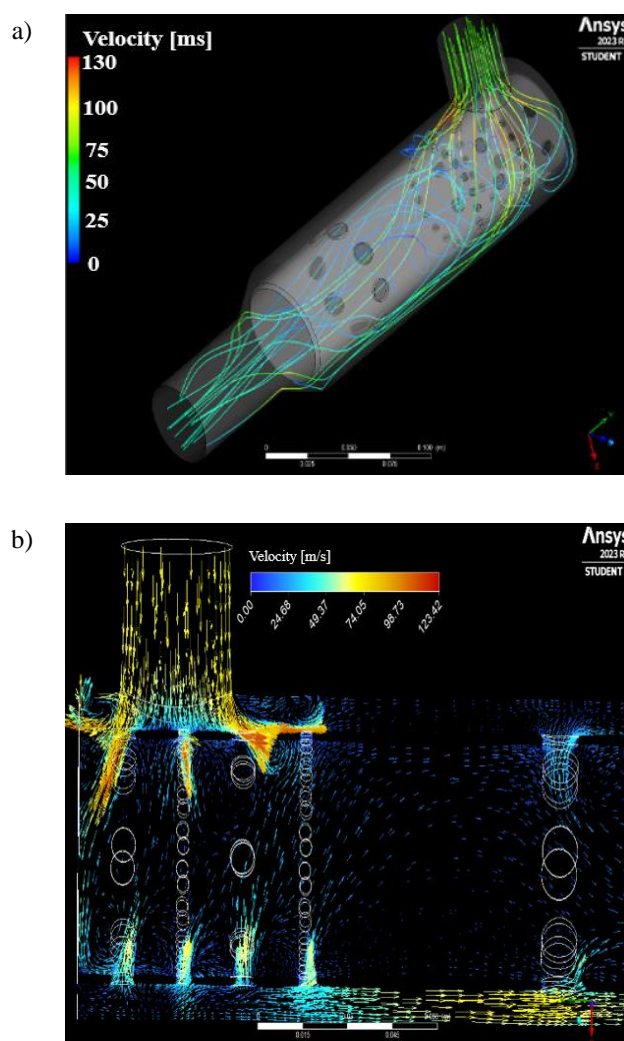 a)
Velocity [ms]
Ansys
2023 R
STUDENT
130
100
75
50
25
0
0
0.050
0.100 (m)
0.025
0.075
b)
Ansys
2023 R
STUDENT
Velocity [m/s]
0.00
24.68
49.37
74.05
98.73
123.42
0.015
0.045